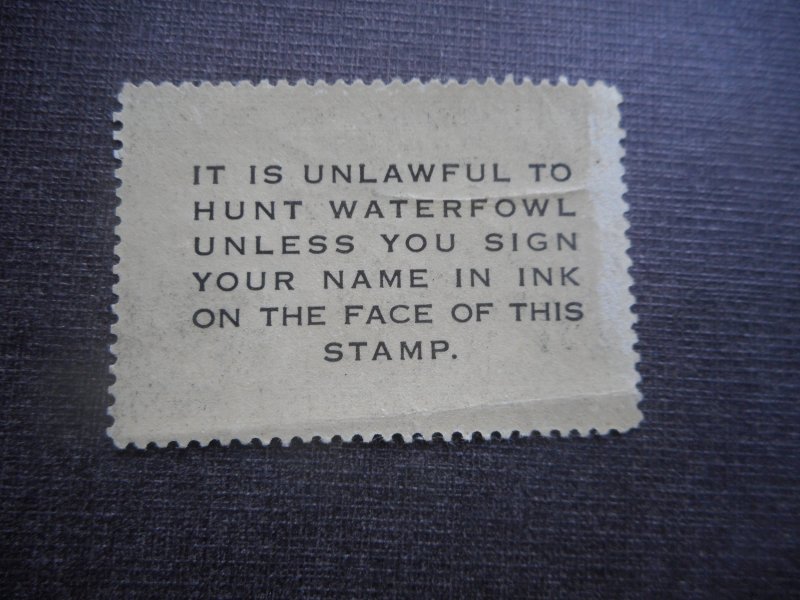 IT IS UNLAWFUL TO
HUNT WATERFOWL
UNLESS YOU SIGN
YOUR NAME IN INK
ON THE FACE OF THIS
STAMP.